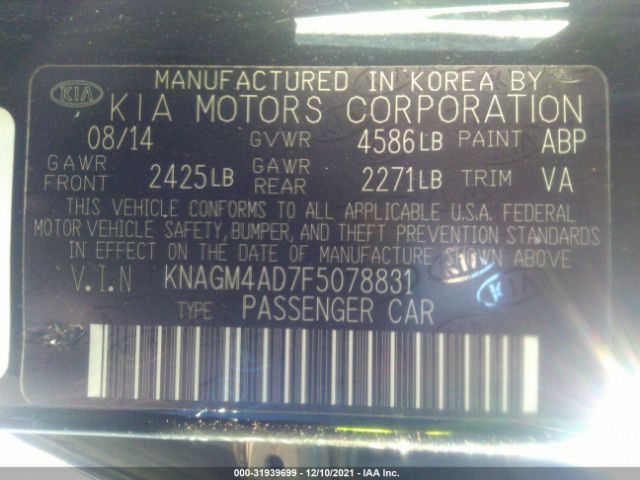 MANUFACTURED IN KOREA BY
KIA KIA MOTORS CORPORATION
08/14 GVWR 4586LB PAINT ABP
GAWR FRONT 2425LB GAWR REAR 2271LB TRIM VA
THIS VEHICLE CONFORMS TO ALL APPLICABLE U.S.A. FEDERAL
MOTOR VEHICLE SAFETY, BUMPER, AND THEFT PREVENTION STANDARDS
IN EFFECT ON THE DATE OF MANUFACTURE SHOWN ABOVE.
V.I.N KNAGM4AD7F5078831
TYPE PASSENGER CAR
000-31939699 - 12/10/2021 - IAA Inc.